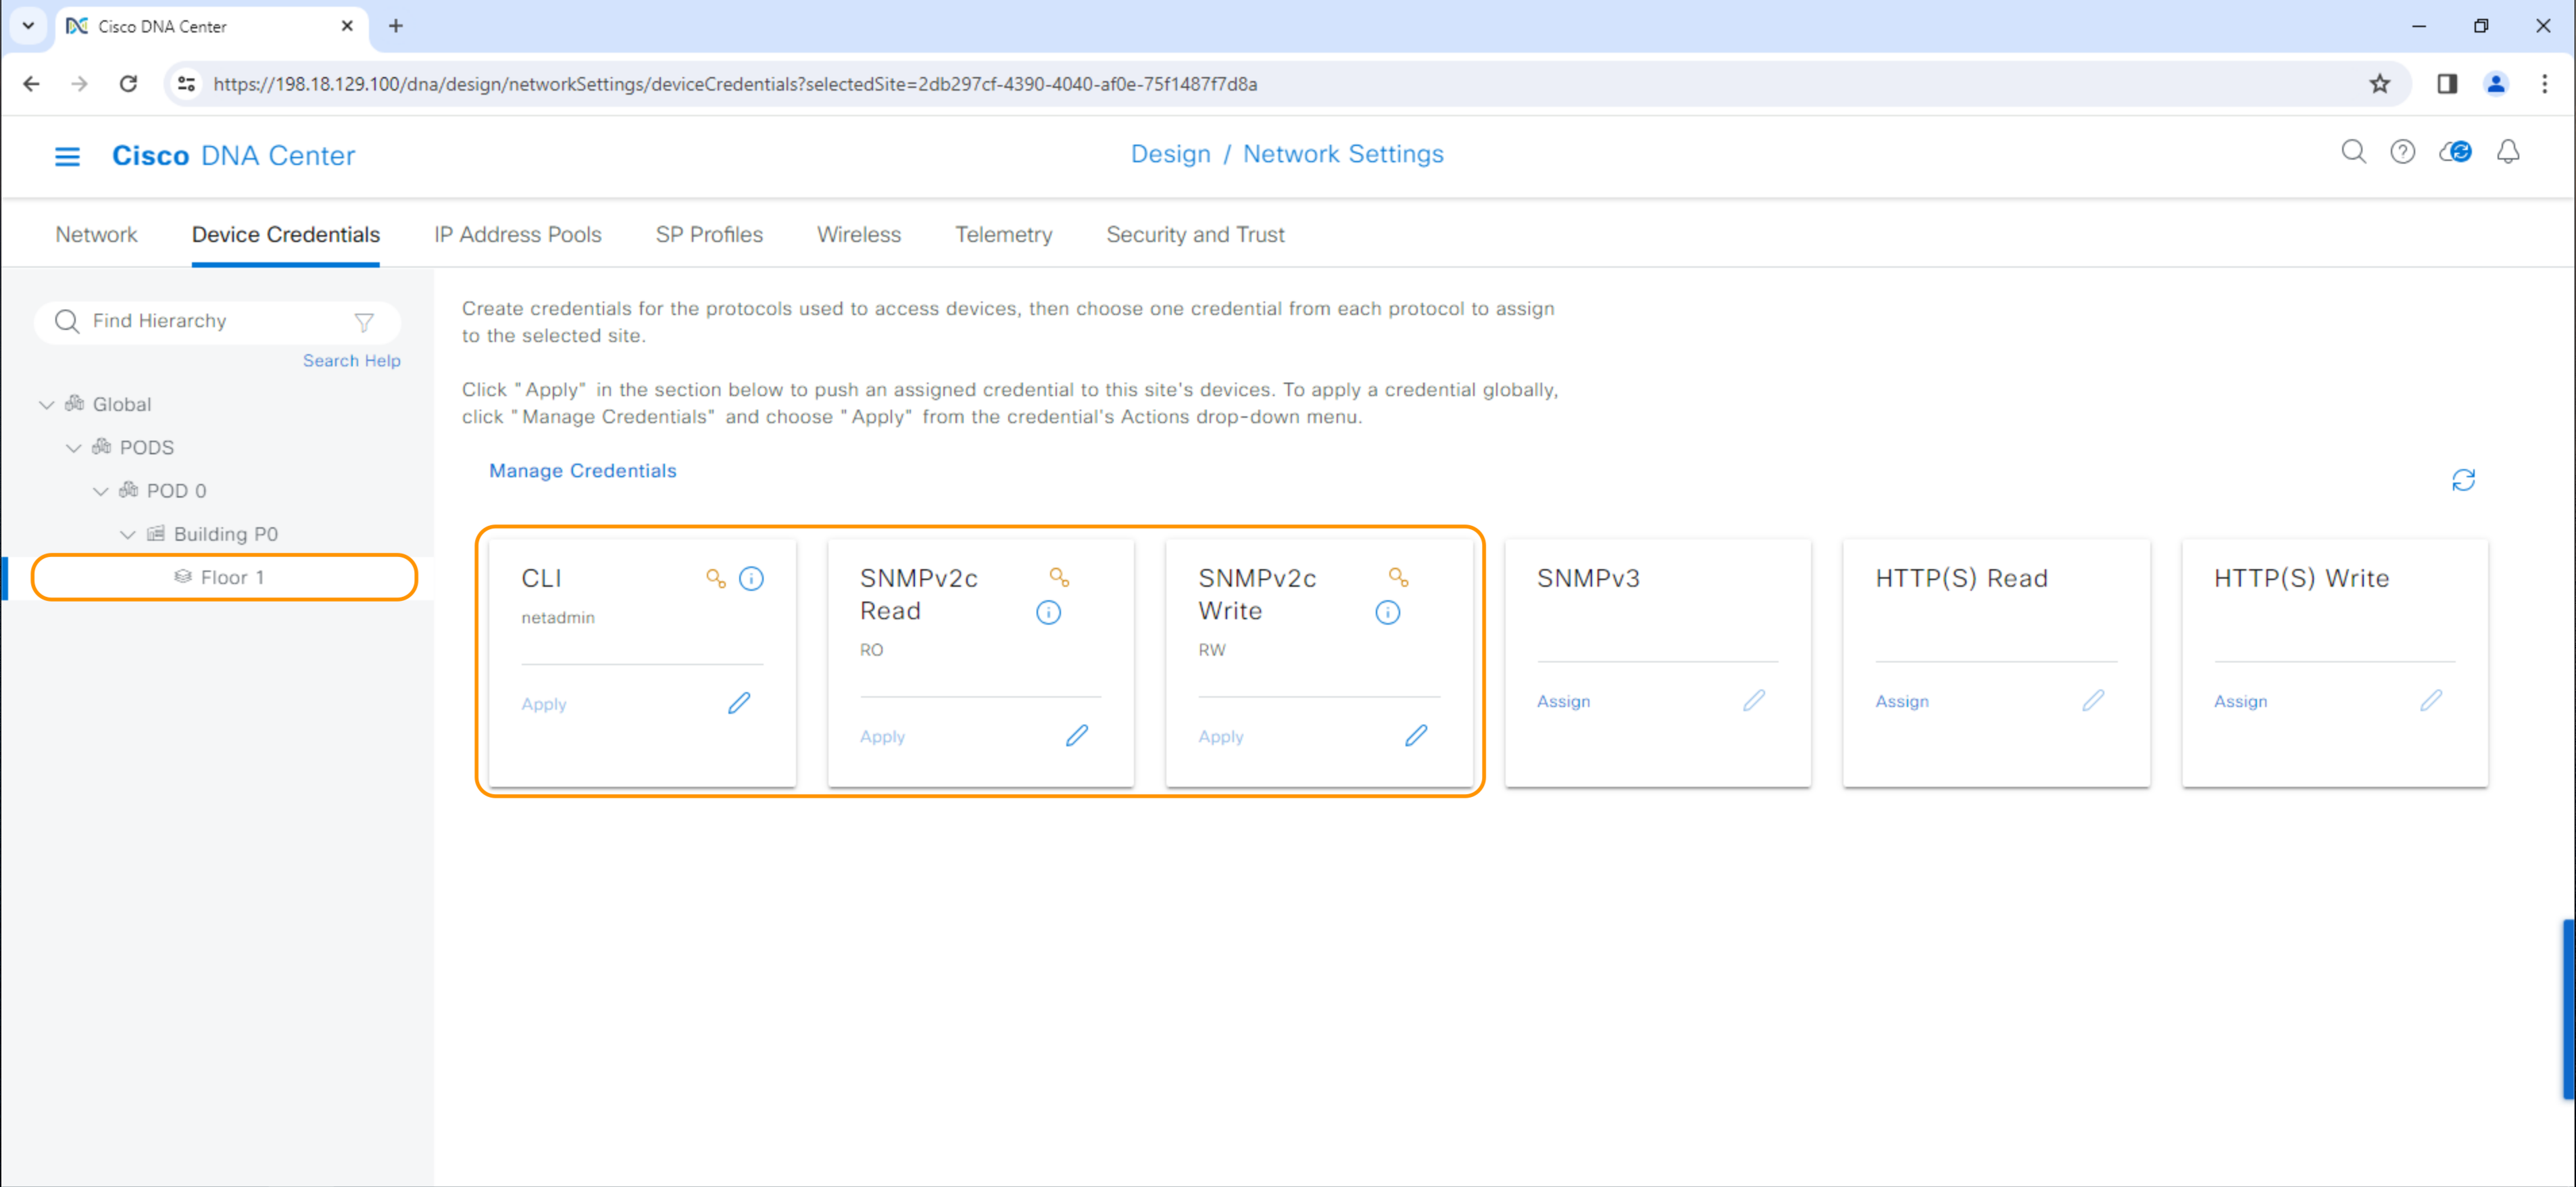 Cisco DNA Center
https://198.18.129.100/dna/design/networkSettings/deviceCredentials?selectedSite=2db297cf-4390-4040-af0e-75f1487f7d8a
Cisco DNA Center
Design / Network Settings
Network Device Credentials IP Address Pools SP Profiles Wireless Telemetry Security and Trust
Find Hierarchy
Search Help
Global
PODS
POD 0
Building P0
Floor 1
Create credentials for the protocols used to access devices, then choose one credential from each protocol to assign
to the selected site.
Click "Apply" in the section below to push an assigned credential to this site's devices. To apply a credential globally,
click "Manage Credentials" and choose "Apply" from the credential's Actions drop-down menu.
Manage Credentials
CLI
netadmin
Apply
SNMPv2c
Read
RO
Apply
SNMPv2c
Write
RW
Apply
SNMPv3
Assign
HTTP(S) Read
Assign
HTTP(S) Write
Assign